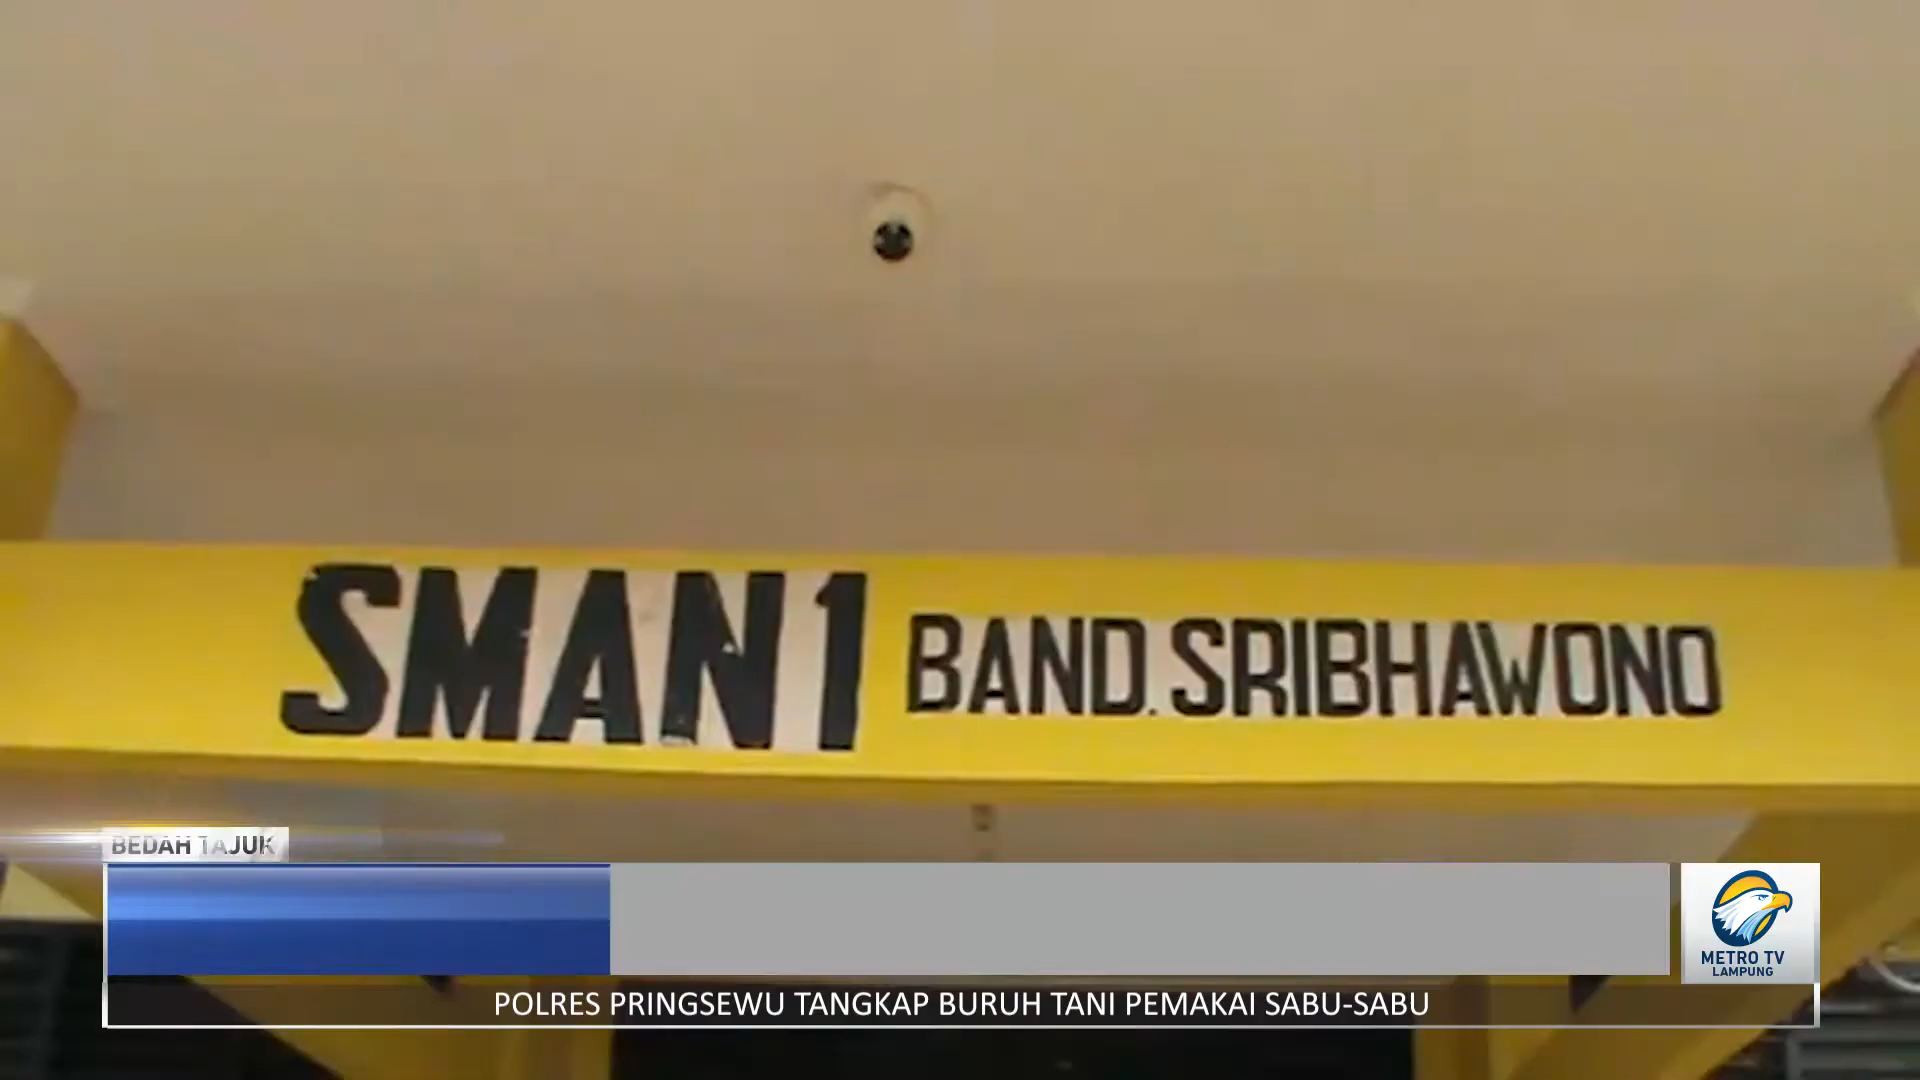 SMAN 1 BAND. SRIBHAWONO
BEDAH TAJUK
METRO TV
LAMPUNG
POLRES PRINGSEWU TANGKAP BURUH TANI PEMAKAI SABU-SABU